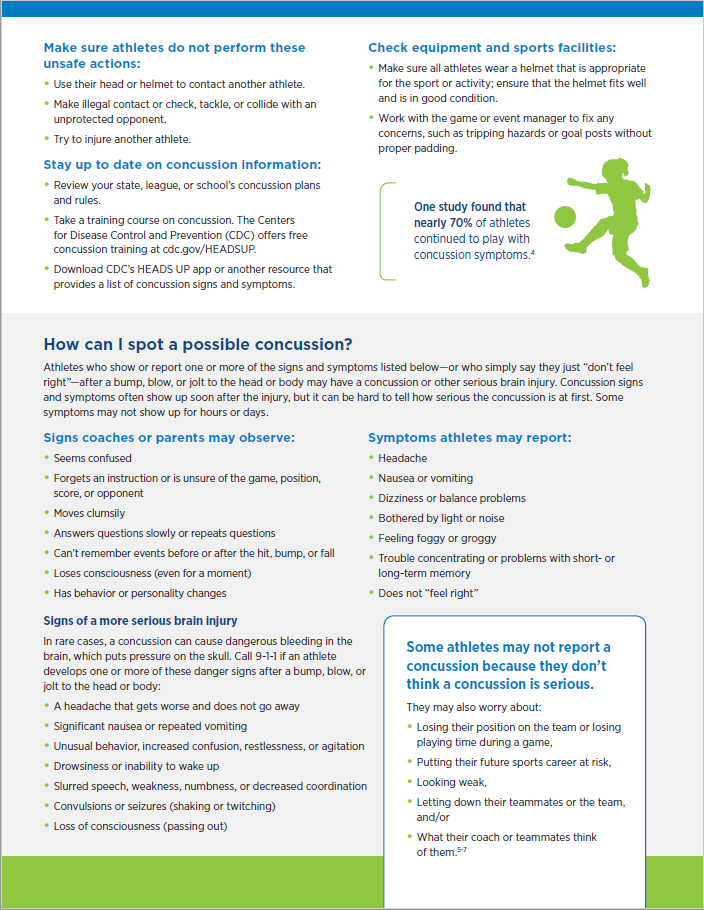 Make sure athletes do not perform these
unsafe actions:
• Use their head or helmet to contact another athlete.
• Make illegal contact or check, tackle, or collide with an
unprotected opponent.
• Try to injure another athlete.
Stay up to date on concussion information:
• Review your state, league, or school's concussion plans
and rules.
• Take a training course on concussion. The Centers
for Disease Control and Prevention (CDC) offers free
concussion training at cdc.gov/HEADSUP.
• Download CDC's HEADS UP app or another resource that
provides a list of concussion signs and symptoms.
Check equipment and sports facilities:
• Make sure all athletes wear a helmet that is appropriate
for the sport or activity; ensure that the helmet fits well
and is in good condition.
• Work with the game or event manager to fix any
concerns, such as tripping hazards or goal posts without
proper padding.
One study found that
nearly 70% of athletes
continued to play with
concussion symptoms.⁴
How can I spot a possible concussion?
Athletes who show or report one or more of the signs and symptoms listed below—or who simply say they just "don't feel
right"—after a bump, blow, or jolt to the head or body may have a concussion or other serious brain injury. Concussion signs
and symptoms often show up soon after the injury, but it can be hard to tell how serious the concussion is at first. Some
symptoms may not show up for hours or days.
Signs coaches or parents may observe:
• Seems confused
• Forgets an instruction or is unsure of the game, position,
score, or opponent
• Moves clumsily
• Answers questions slowly or repeats questions
• Can't remember events before or after the hit, bump, or fall
• Loses consciousness (even for a moment)
• Has behavior or personality changes
Symptoms athletes may report:
• Headache
• Nausea or vomiting
• Dizziness or balance problems
• Bothered by light or noise
• Feeling foggy or groggy
• Trouble concentrating or problems with short- or
long-term memory
• Does not "feel right"
Signs of a more serious brain injury
In rare cases, a concussion can cause dangerous bleeding in the
brain, which puts pressure on the skull. Call 9-1-1 if an athlete
develops one or more of these danger signs after a bump, blow, or
jolt to the head or body:
• A headache that gets worse and does not go away
• Significant nausea or repeated vomiting
• Unusual behavior, increased confusion, restlessness, or agitation
• Drowsiness or inability to wake up
• Slurred speech, weakness, numbness, or decreased coordination
• Convulsions or seizures (shaking or twitching)
• Loss of consciousness (passing out)
Some athletes may not report a
concussion because they don't
think a concussion is serious.
They may also worry about:
• Losing their position on the team or losing
playing time during a game,
• Putting their future sports career at risk,
• Looking weak,
• Letting down their teammates or the team,
and/or
• What their coach or teammates think
of them.⁵⁻⁷